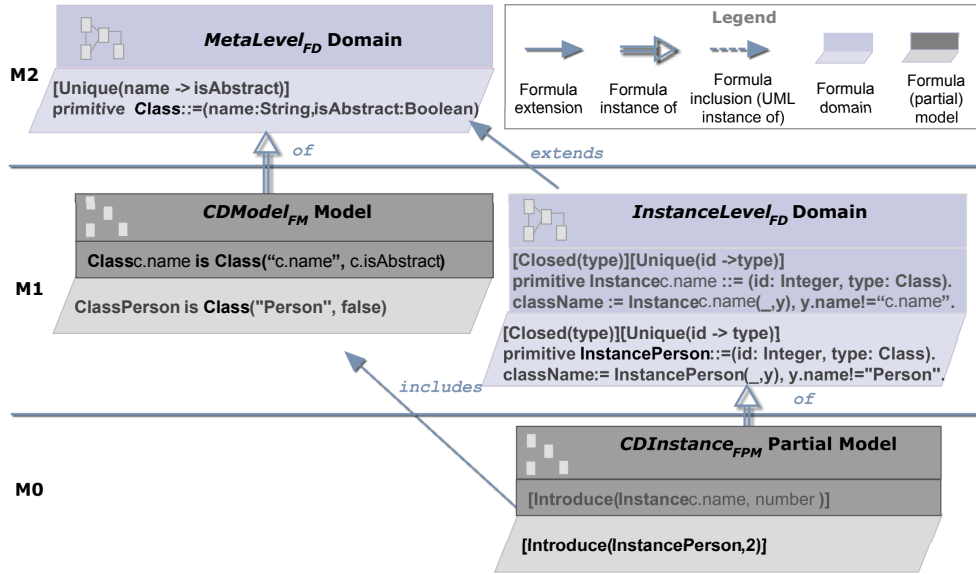 MetaLevelFD Domain
M2
[Unique(name -> isAbstract)]
primitive Class::=(name:String,isAbstract:Boolean)
Legend
Formula extension
Formula instance of
Formula inclusion (UML instance of)
Formula domain
Formula (partial) model
of
extends
CDModelFM Model
Classc.name is Class(“c.name”, c.isAbstract)
M1
ClassPerson is Class("Person", false)
InstanceLevelFD Domain
[Closed(type)][Unique(id ->type)]
primitive Instancec.name ::= (id: Integer, type: Class).
className := Instancec.name(_,y), y.name!=“c.name”.
[Closed(type)][Unique(id -> type)]
primitive InstancePerson::=(id: Integer, type: Class).
className:= InstancePerson(_,y), y.name!="Person".
includes
of
CDInstanceFPM Partial Model
M0
[Introduce(Instancec.name, number )]
[Introduce(InstancePerson,2)]